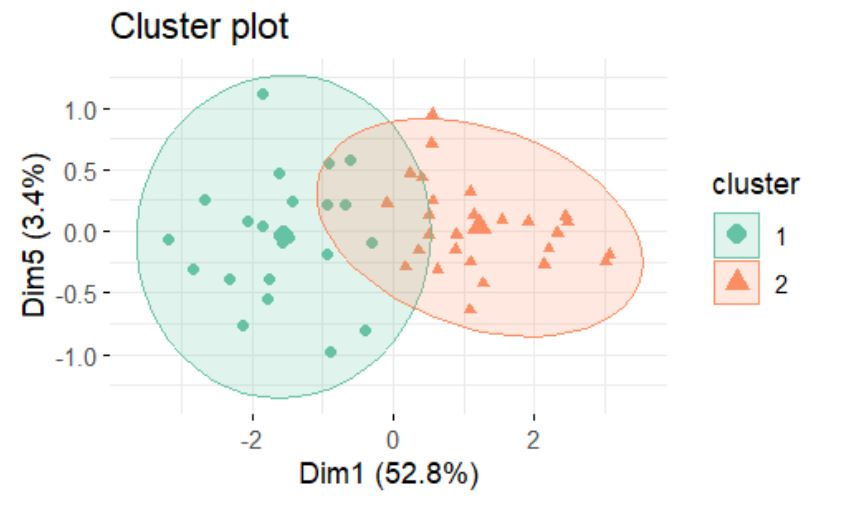 Cluster plot
1.0
0.5
0.0
-0.5
-1.0
Dim5 (3.4%)
-2 0 2
Dim1 (52.8%)
cluster
1
2